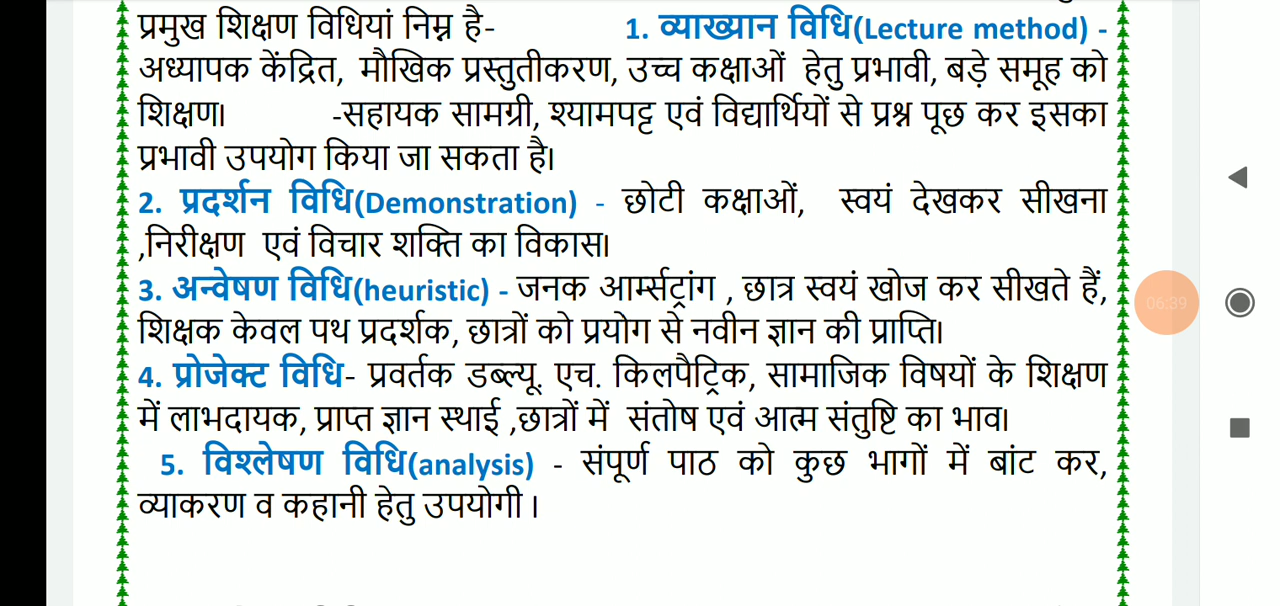 प्रमुख शिक्षण विधियां निम्न है- 1. व्याख्यान विधि(Lecture method) -
अध्यापक केंद्रित, मौखिक प्रस्तुतीकरण, उच्च कक्षाओं हेतु प्रभावी, बड़े समूह को
शिक्षण। -सहायक सामग्री, श्यामपट्ट एवं विद्यार्थियों से प्रश्न पूछ कर इसका
प्रभावी उपयोग किया जा सकता है।
2. प्रदर्शन विधि(Demonstration) - छोटी कक्षाओं, स्वयं देखकर सीखना
,निरीक्षण एवं विचार शक्ति का विकास।
3. अन्वेषण विधि(heuristic) - जनक आर्म्सट्रांग , छात्र स्वयं खोज कर सीखते हैं,
शिक्षक केवल पथ प्रदर्शक, छात्रों को प्रयोग से नवीन ज्ञान की प्राप्ति।
4. प्रोजेक्ट विधि- प्रवर्तक डब्ल्यू. एच. किलपैट्रिक, सामाजिक विषयों के शिक्षण
में लाभदायक, प्राप्त ज्ञान स्थाई ,छात्रों में संतोष एवं आत्म संतुष्टि का भाव।
5. विश्लेषण विधि(analysis) - संपूर्ण पाठ को कुछ भागों में बांट कर,
व्याकरण व कहानी हेतु उपयोगी ।
06:39